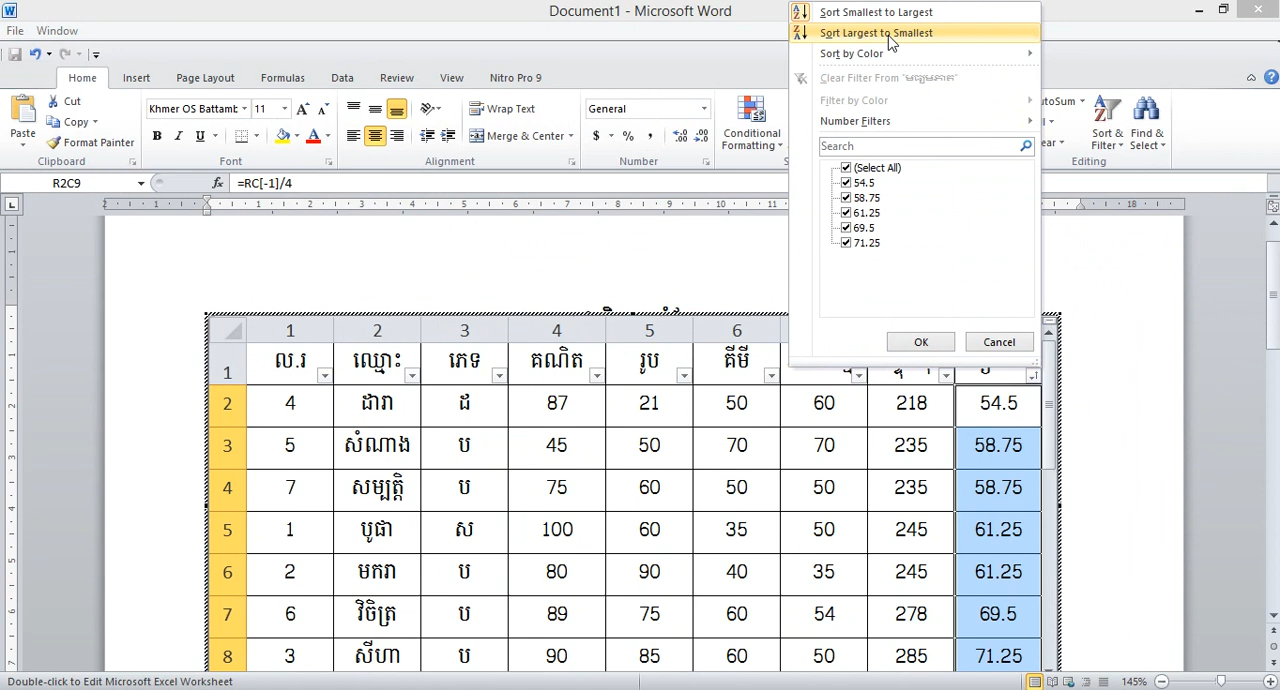 Document1 - Microsoft Word
File Window
Home Insert Page Layout Formulas Data Review View Nitro Pro 9
Paste Cut Copy Format Painter Clipboard
Khmer OS Battamb 11 Font
Wrap Text Merge & Center Alignment
General Number
Conditional Formatting
Sort & Filter Find & Select Editing
R2C9 fx =RC[-1]/4
Sort Smallest to Largest
Sort Largest to Smallest
Sort by Color
Clear Filter From
Filter by Color
Number Filters
Search
(Select All)
54.5
58.75
61.25
69.5
71.25
OK Cancel
1 2 3 4 5 6
1 ល.រ ឈ្មោះ ភេទ គណិត រូប គីមី
2 4 ដារា ដ 87 21 50 60 218 54.5
3 5 សំណាង ប 45 50 70 70 235 58.75
4 7 សម្បត្តិ ប 75 60 50 50 235 58.75
5 1 បូផា ស 100 60 35 50 245 61.25
6 2 មករា ប 80 90 40 35 245 61.25
7 6 វិចិត្រ ប 89 75 60 54 278 69.5
8 3 សីហា ប 90 85 60 50 285 71.25
Double-click to Edit Microsoft Excel Worksheet 145%